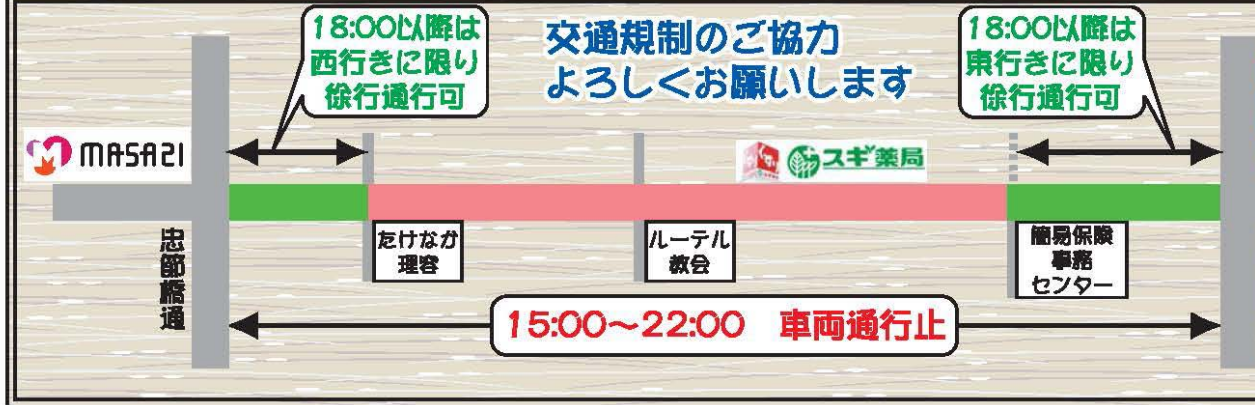 18:00以降は
西行きに限り
徐行通行可
交通規制のご協力
よろしくお願いします
18:00以降は
東行きに限り
徐行通行可
MASA21
くすり
スギ薬局
たけなか
理容
ルーテル
教会
簡易保険
事務
センター
忠節橋通
15:00～22:00 車両通行止